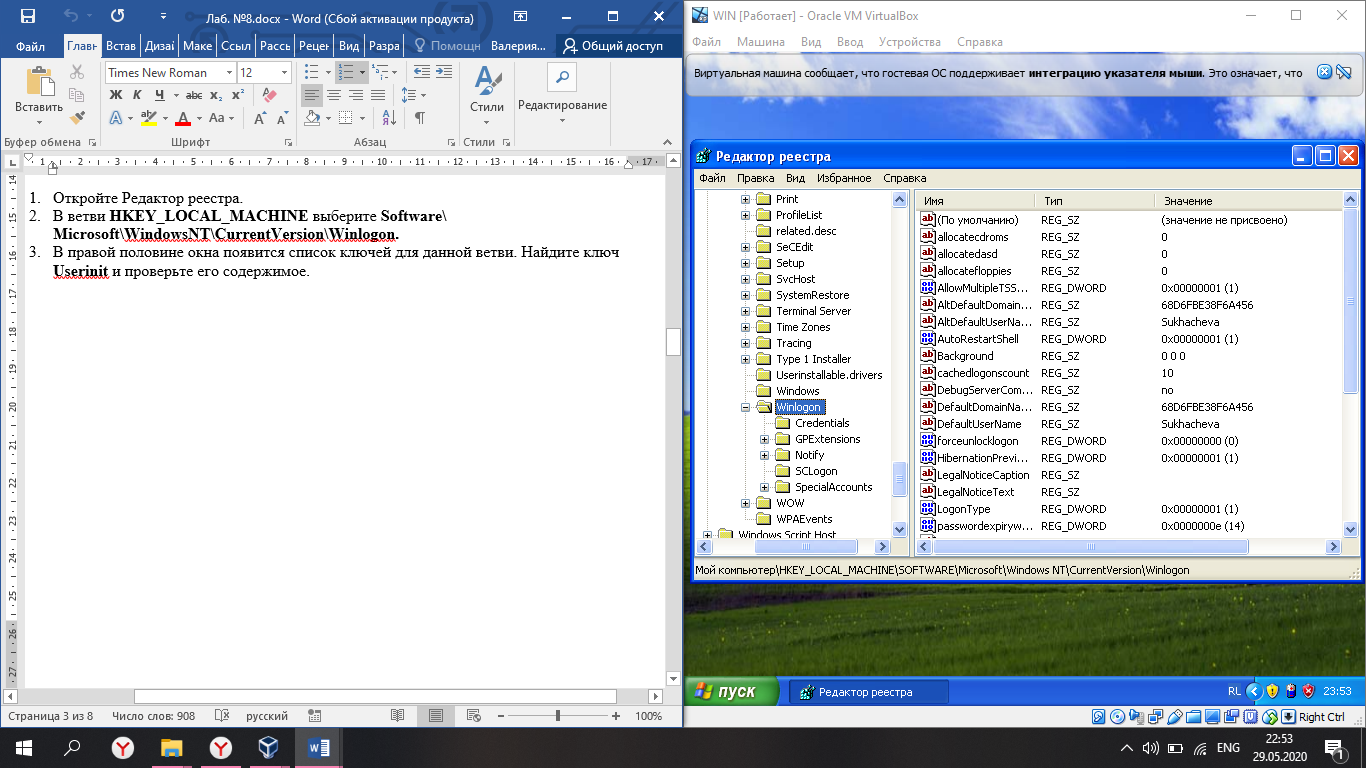 Лаб. №8.docx - Word (Сбой активации продукта)
Файл Главн Встав Дизай Маке Ссыл Рассы Рецен Вид Разра Помощн Валерия... Общий доступ
Times New Roman 12
Вставить
Ж К Ч abc x₂ x²
Стили Редактирование
Буфер обмена Шрифт Абзац Стили
1. Откройте Редактор реестра.
2. В ветви HKEY_LOCAL_MACHINE выберите Software\
Microsoft\WindowsNT\CurrentVersion\Winlogon.
3. В правой половине окна появится список ключей для данной ветви. Найдите ключ
Userinit и проверьте его содержимое.
Страница 3 из 8 Число слов: 908 русский 100%
WIN [Работает] - Oracle VM VirtualBox
Файл Машина Вид Ввод Устройства Справка
Виртуальная машина сообщает, что гостевая ОС поддерживает интеграцию указателя мыши. Это означает, что
Редактор реестра
Файл Правка Вид Избранное Справка
Print
ProfileList
related.desc
SeCEdit
Setup
SvcHost
SystemRestore
Terminal Server
Time Zones
Tracing
Type 1 Installer
Userinstallable.drivers
Windows
Winlogon
Credentials
GPExtensions
Notify
SCLogon
SpecialAccounts
WOW
WPAEvents
Windows Script Host
Имя Тип Значение
(По умолчанию) REG_SZ (значение не присвоено)
allocatecdroms REG_SZ 0
allocatedasd REG_SZ 0
allocatefloppies REG_SZ 0
AllowMultipleTSS... REG_DWORD 0x00000001 (1)
AltDefaultDomain... REG_SZ 68D6FBE38F6A456
AltDefaultUserNa... REG_SZ Sukhacheva
AutoRestartShell REG_DWORD 0x00000001 (1)
Background REG_SZ 0 0 0
cachedlogonscount REG_SZ 10
DebugServerCom... REG_SZ no
DefaultDomainNa... REG_SZ 68D6FBE38F6A456
DefaultUserName REG_SZ Sukhacheva
forceunlocklogon REG_DWORD 0x00000000 (0)
HibernationPrevi... REG_DWORD 0x00000001 (1)
LegalNoticeCaption REG_SZ
LegalNoticeText REG_SZ
LogonType REG_DWORD 0x00000001 (1)
passwordexpiryw... REG_DWORD 0x0000000e (14)
Мой компьютер\HKEY_LOCAL_MACHINE\SOFTWARE\Microsoft\Windows NT\CurrentVersion\Winlogon
пуск Редактор реестра RL 23:53
Right Ctrl
ENG 22:53
29.05.2020